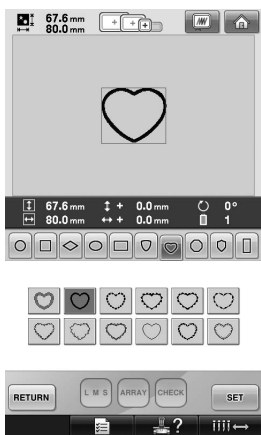 67.6 mm
80.0 mm
67.6 mm + 0.0 mm 0°
80.0 mm + 0.0 mm 1
RETURN L M S ARRAY CHECK SET
?